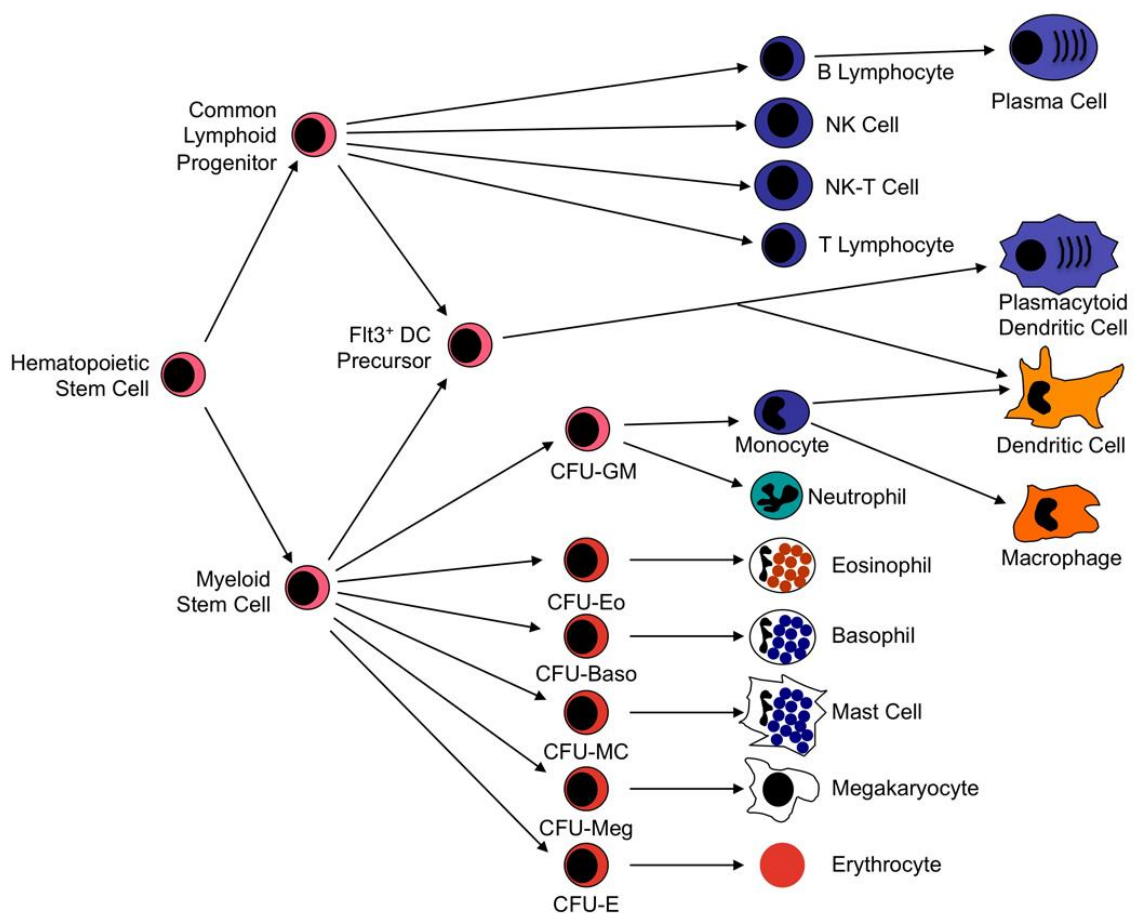 B Lymphocyte
Plasma Cell
Common
Lymphoid
Progenitor
NK Cell
NK-T Cell
T Lymphocyte
Plasmacytoid
Dendritic Cell
Flt3⁺ DC
Precursor
Hematopoietic
Stem Cell
Monocyte
Dendritic Cell
CFU-GM
Neutrophil
Macrophage
Myeloid
Stem Cell
Eosinophil
CFU-Eo
Basophil
CFU-Baso
Mast Cell
CFU-MC
Megakaryocyte
CFU-Meg
Erythrocyte
CFU-E